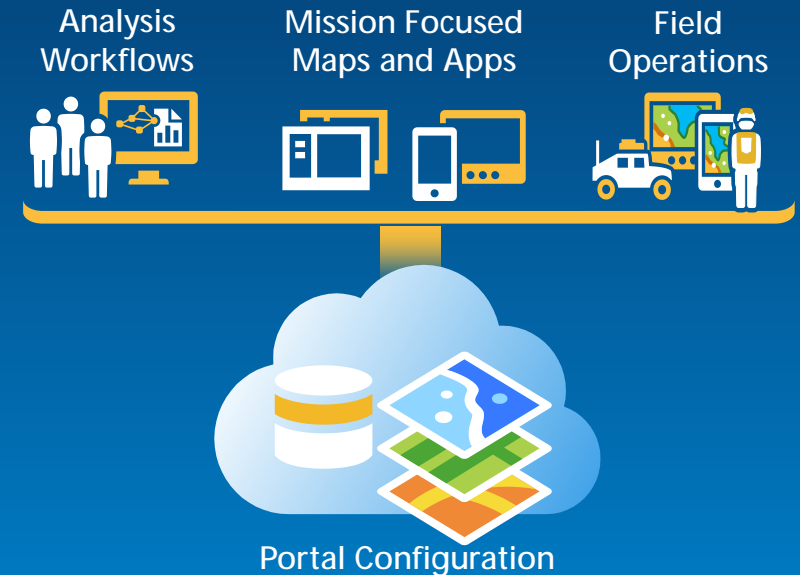 Analysis
Workflows
Mission Focused
Maps and Apps
Field
Operations
Portal Configuration